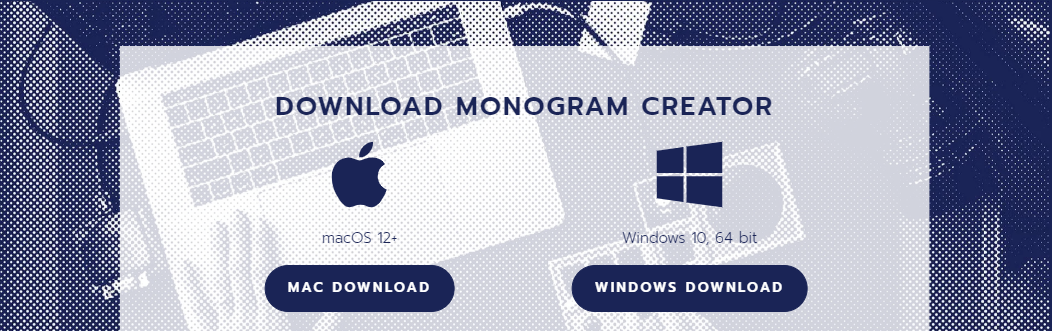 DOWNLOAD MONOGRAM CREATOR
macOS 12+
Windows 10, 64 bit
MAC DOWNLOAD
WINDOWS DOWNLOAD